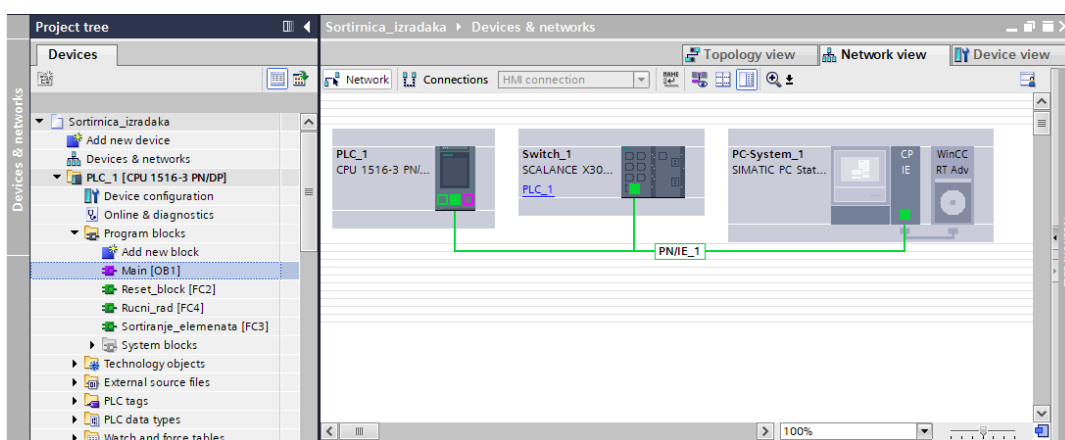 Project tree
Devices
Devices & networks
Sortirnica_izradaka
Add new device
Devices & networks
PLC_1 [CPU 1516-3 PN/DP]
Device configuration
Online & diagnostics
Program blocks
Add new block
Main [OB1]
Reset_block [FC2]
Rucni_rad [FC4]
Sortiranje_elemenata [FC3]
System blocks
Technology objects
External source files
PLC tags
PLC data types
Watch and force tables
Sortirnica_izradaka Devices & networks
Topology view Network view Device view
Network Connections HMI connection
PLC_1
CPU 1516-3 PN/...
Switch_1
SCALANCE X30...
PLC_1
PC-System_1
SIMATIC PC Stat...
CP
IE
WinCC
RT Adv
PN/IE_1
100%